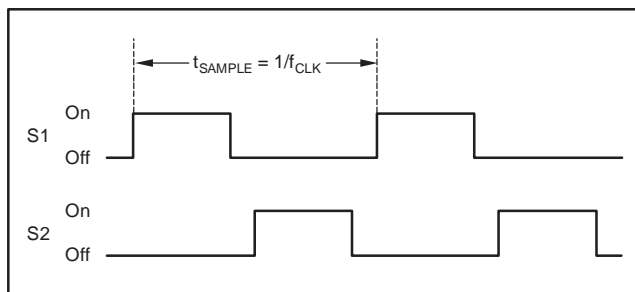 tSAMPLE = 1/fCLK
On
S1
Off
On
S2
Off